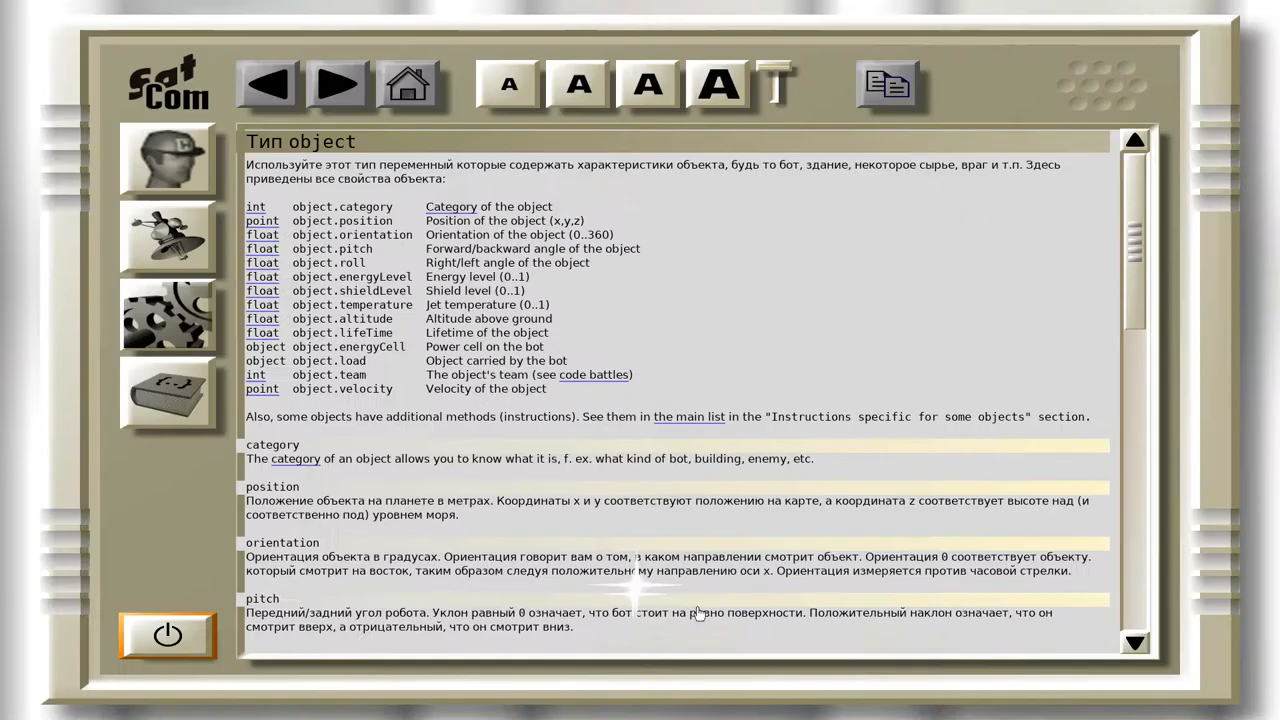 Sat
Com
A A A A
Тип object
Используйте этот тип переменный которые содержать характеристики объекта, будь то бот, здание, некоторое сырье, враг и т.п. Здесь
приведены все свойства объекта:
int object.category Category of the object
point object.position Position of the object (x,y,z)
float object.orientation Orientation of the object (0..360)
float object.pitch Forward/backward angle of the object
float object.roll Right/left angle of the object
float object.energyLevel Energy level (0..1)
float object.shieldLevel Shield level (0..1)
float object.temperature Jet temperature (0..1)
float object.altitude Altitude above ground
float object.lifeTime Lifetime of the object
object object.energyCell Power cell on the bot
object object.load Object carried by the bot
int object.team The object's team (see code battles)
point object.velocity Velocity of the object
Also, some objects have additional methods (instructions). See them in the main list in the "Instructions specific for some objects" section.
category
The category of an object allows you to know what it is, f. ex. what kind of bot, building, enemy, etc.
position
Положение объекта на планете в метрах. Координаты x и y соответствуют положению на карте, а координата z соответствует высоте над (и
соответственно под) уровнем моря.
orientation
Ориентация объекта в градусах. Ориентация говорит вам о том, в каком направлении смотрит объект. Ориентация 0 соответствует объекту.
который смотрит на восток, таким образом следуя положительному направлению оси x. Ориентация измеряется против часовой стрелки.
pitch
Передний/задний угол робота. Уклон равный 0 означает, что бот стоит на равно поверхности. Положительный наклон означает, что он
смотрит вверх, а отрицательный, что он смотрит вниз.